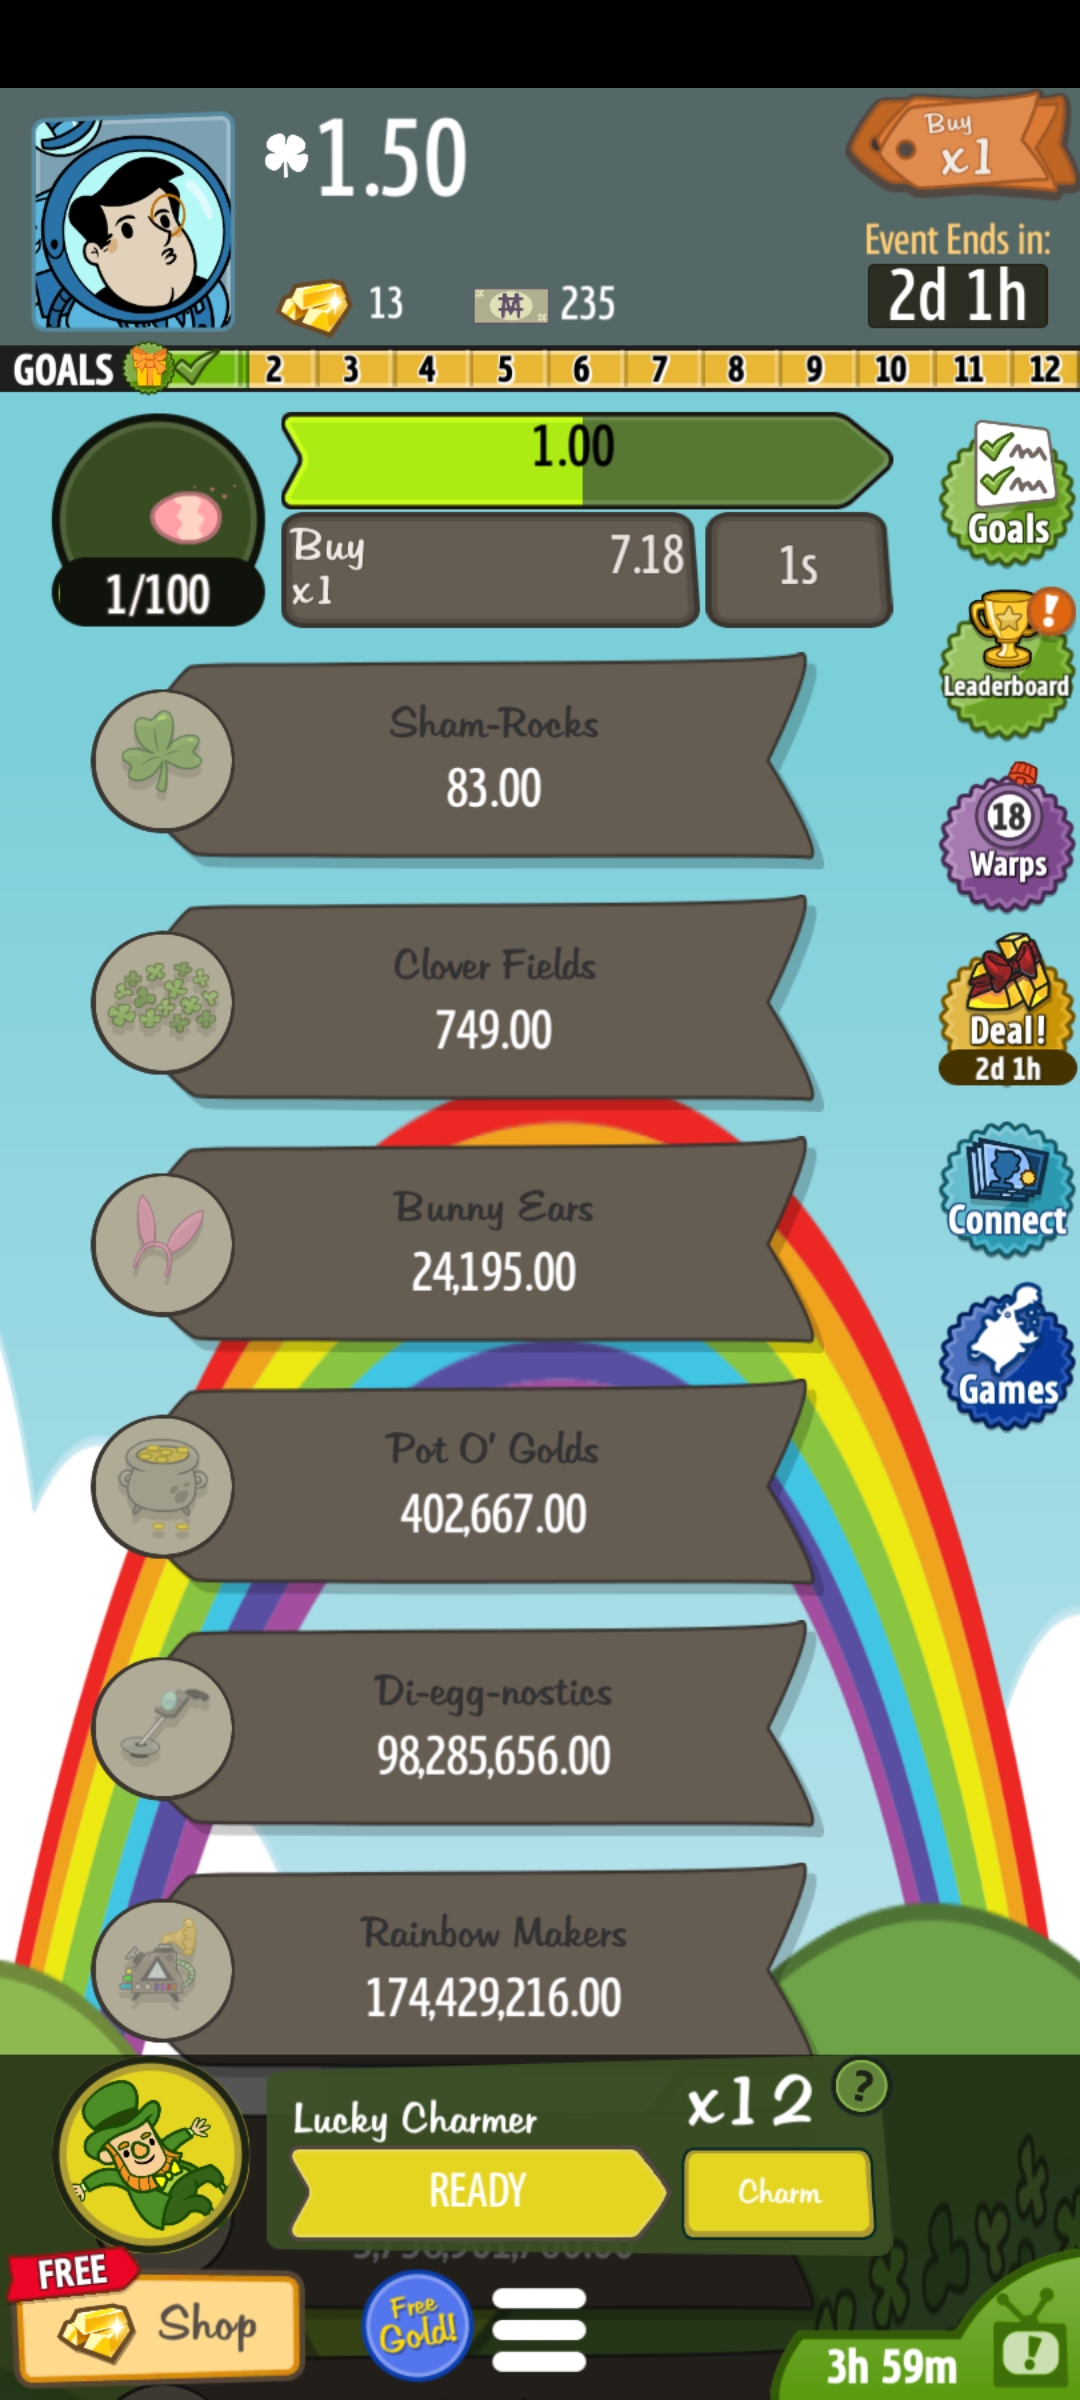 1.50
Buy
x1
Event Ends in:
2d 1h
13
235
GOALS 2 3 4 5 6 7 8 9 10 11 12
1.00
1/100
Buy
x1
7.18
1s
Goals
Sham-Rocks
83.00
Leaderboard
18
Warps
Clover Fields
749.00
Deal!
2d 1h
Bunny Ears
24,195.00
Connect
Games
Pot O' Golds
402,667.00
Di-egg-nostics
98,285,656.00
Rainbow Makers
174,429,216.00
Lucky Charmer
x12
?
READY
Charm
FREE
Shop
Free
Gold!
3h 59m